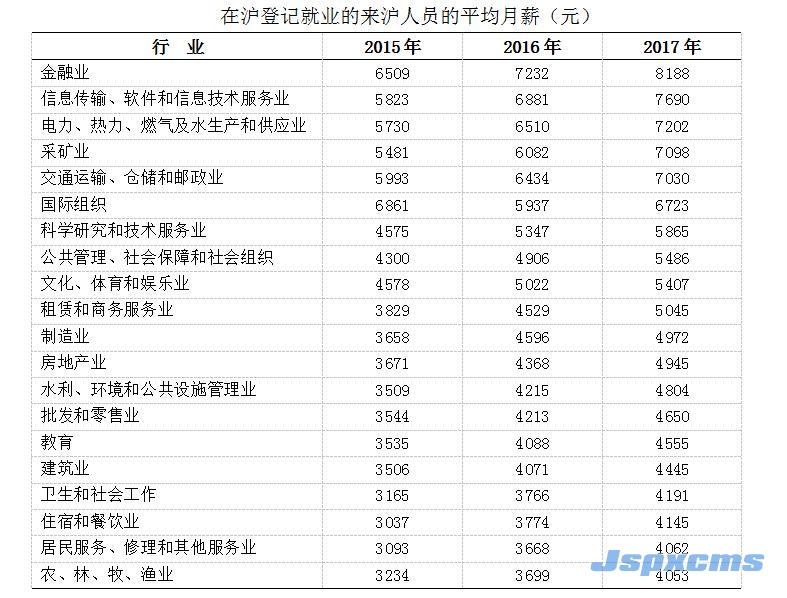 在沪登记就业的来沪人员的平均月薪（元）
行 业 2015年 2016年 2017年
金融业 6509 7232 8188
信息传输、软件和信息技术服务业 5823 6881 7690
电力、热力、燃气及水生产和供应业 5730 6510 7202
采矿业 5481 6082 7098
交通运输、仓储和邮政业 5993 6434 7030
国际组织 6861 5937 6723
科学研究和技术服务业 4575 5347 5865
公共管理、社会保障和社会组织 4300 4906 5486
文化、体育和娱乐业 4578 5022 5407
租赁和商务服务业 3829 4529 5045
制造业 3658 4596 4972
房地产业 3671 4368 4945
水利、环境和公共设施管理业 3509 4215 4804
批发和零售业 3544 4213 4650
教育 3535 4088 4555
建筑业 3506 4071 4445
卫生和社会工作 3165 3766 4191
住宿和餐饮业 3037 3774 4145
居民服务、修理和其他服务业 3093 3668 4062
农、林、牧、渔业 3234 3699 4053
Jspxcms